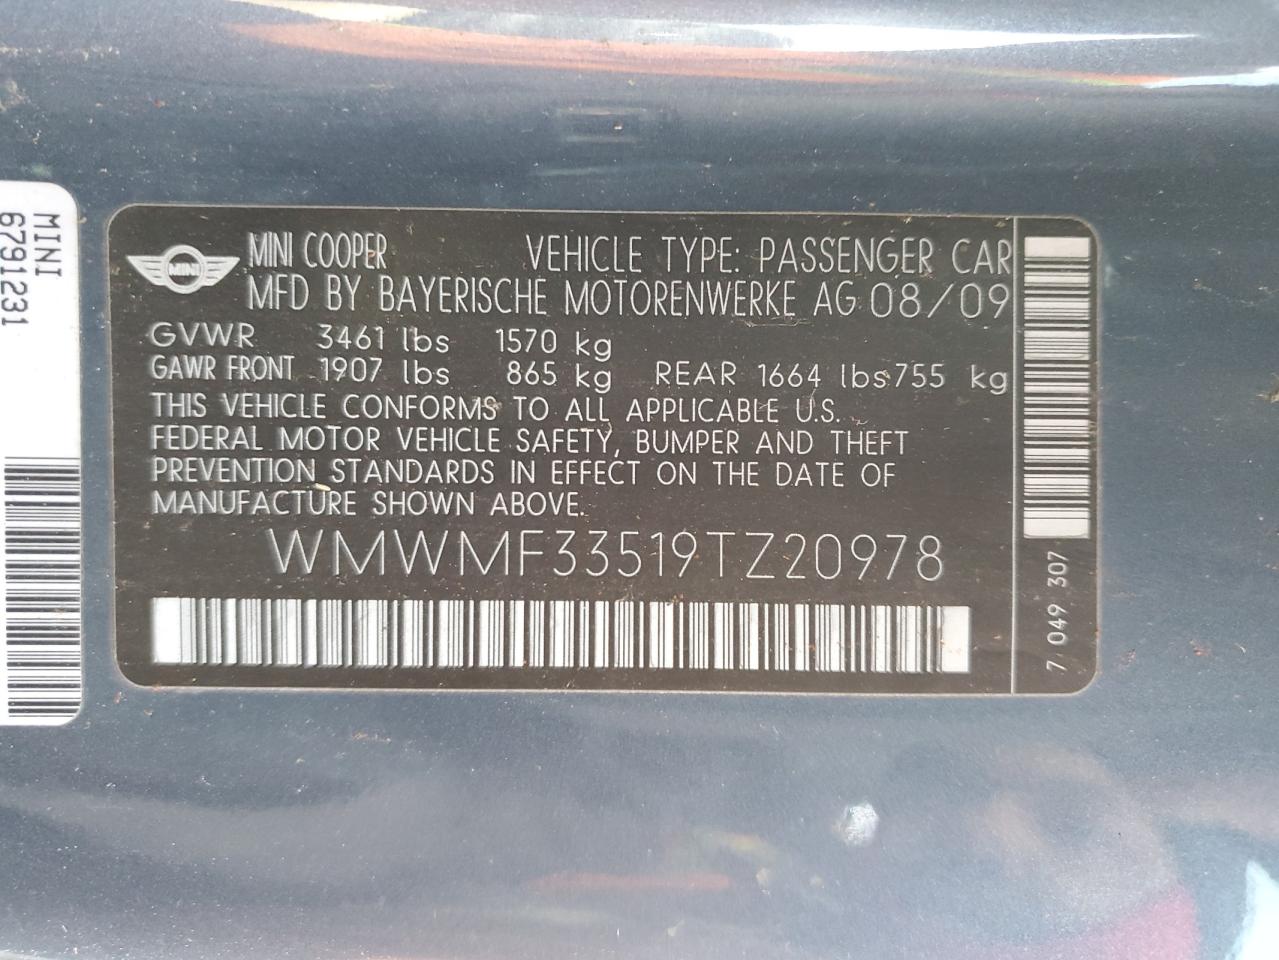 MINI
6791231
MINI COOPER VEHICLE TYPE: PASSENGER CAR
MINI MFD BY BAYERISCHE MOTORENWERKE AG 08/09
GVWR 3461 lbs 1570 kg
GAWR FRONT 1907 lbs 865 kg REAR 1664 lbs 755 kg
THIS VEHICLE CONFORMS TO ALL APPLICABLE U.S.
FEDERAL MOTOR VEHICLE SAFETY, BUMPER AND THEFT
PREVENTION STANDARDS IN EFFECT ON THE DATE OF
MANUFACTURE SHOWN ABOVE.
WMWMF33519TZ20978
7 049 307